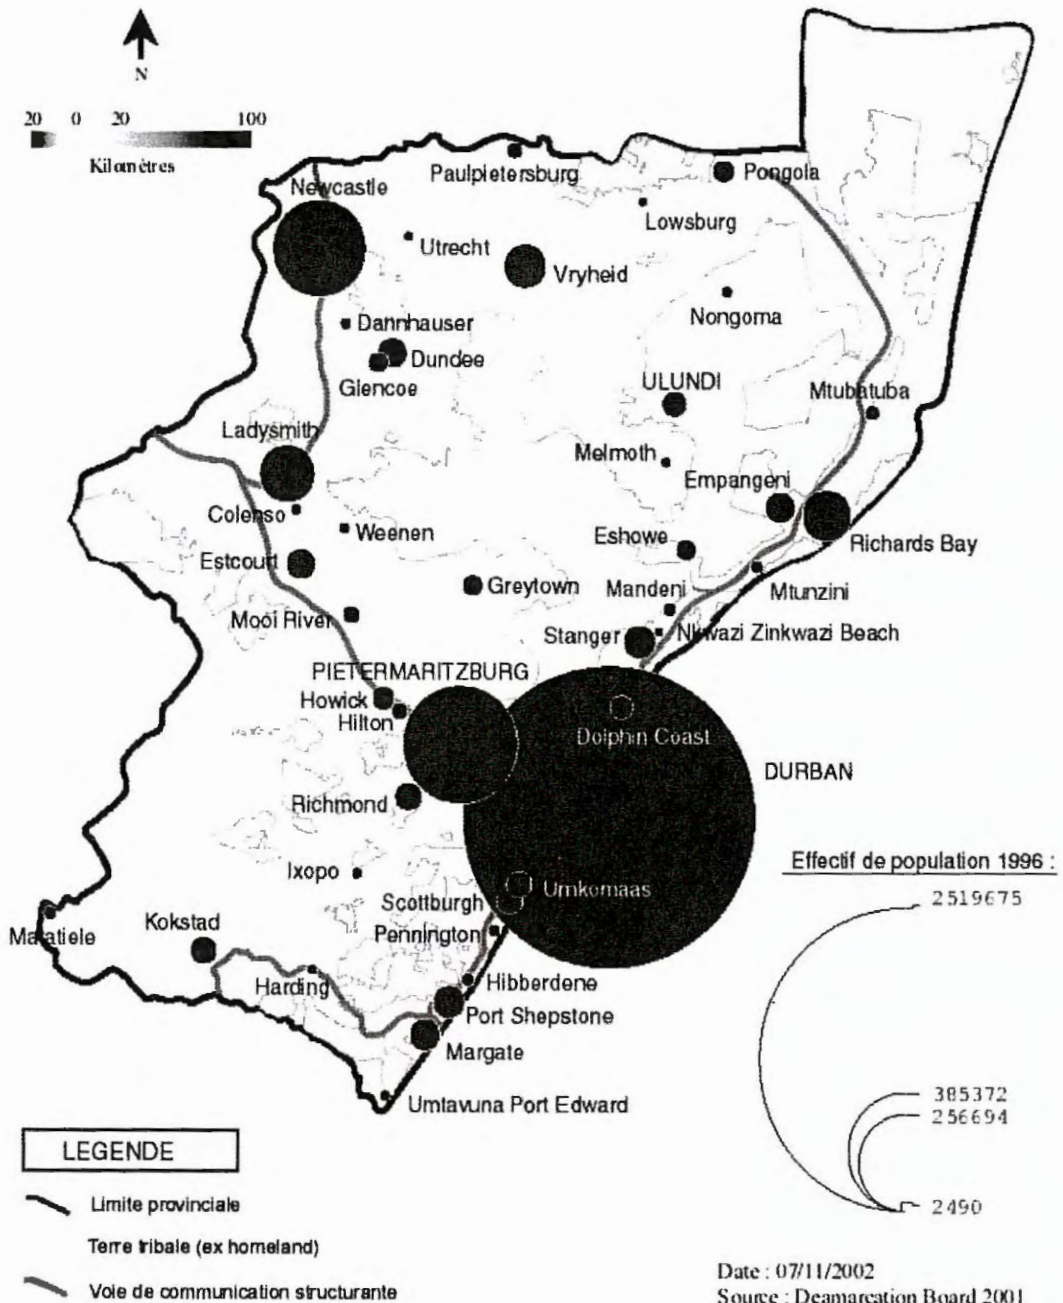 N
20 0 20 100
Kilomètres
Newcastle
Paulpietersburg
Pongola
Lowsburg
Utrecht
Vryheid
Nongoma
Dannhauser
Dundee
Glencoe
ULUNDI
Mtubatuba
Ladysmith
Melmoth
Empangeni
Colenso
Weenen
Eshowe
Richards Bay
Estcourt
Greytown
Mandeni
Mtunzini
Mooi River
Stanger
Nkwazi Zinkwazi Beach
PIETERMARITZBURG
Howick
Hilton
Dolphin Coast
DURBAN
Richmond
Ixopo
Umkomaas
Scottburgh
Matatiele
Kokstad
Pennington
Harding
Hibberdene
Port Shepstone
Margate
Umtavuna Port Edward
Effectif de population 1996 :
2519675
385372
256694
2490
LEGENDE
Limite provinciale
Terre tribale (ex homeland)
Voie de communication structurante
Date : 07/11/2002
Source : Deamarcation Board 2001